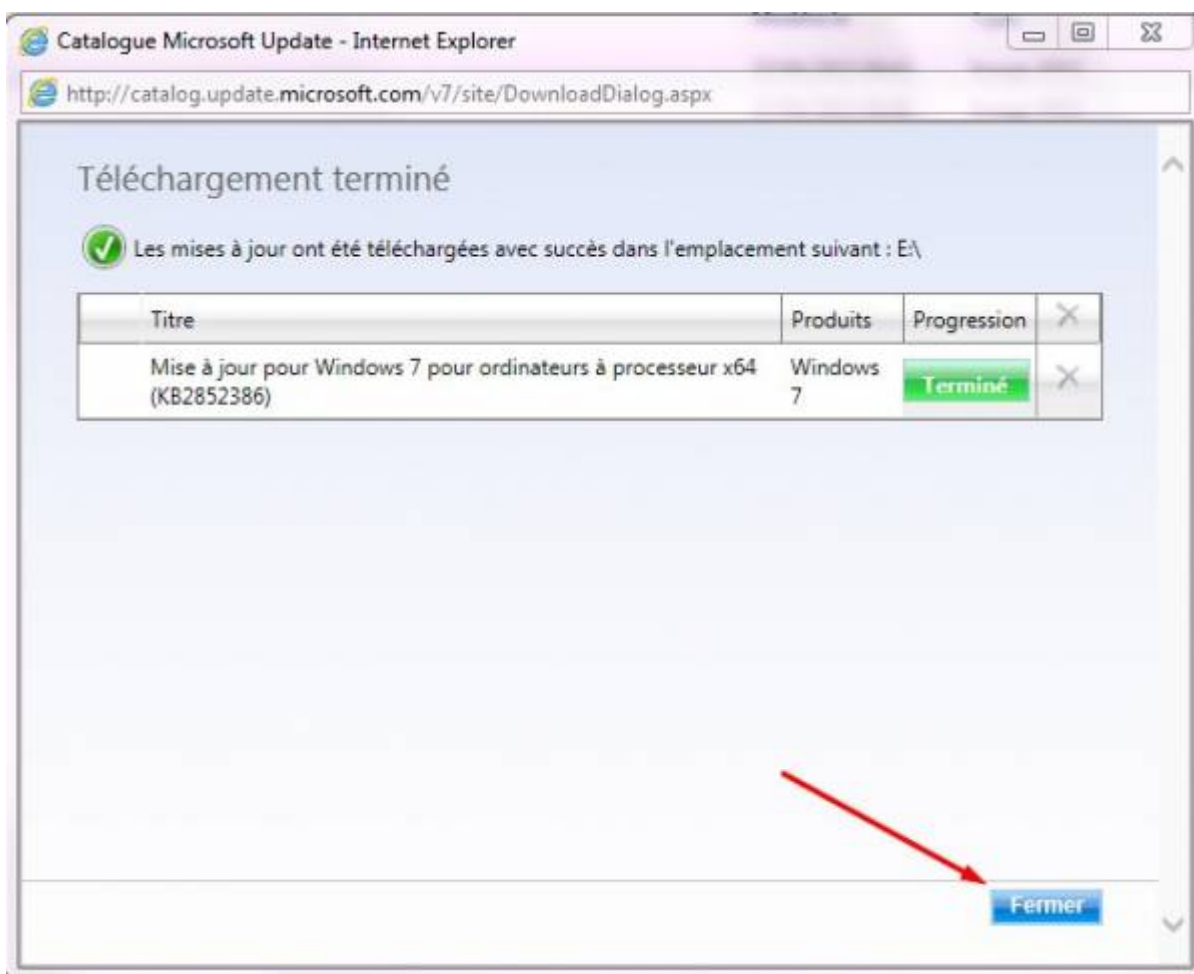 Catalogue Microsoft Update - Internet Explorer
http://catalog.update.microsoft.com/v7/site/DownloadDialog.aspx
Téléchargement terminé
Les mises à jour ont été téléchargées avec succès dans l'emplacement suivant : E:\
Titre Produits Progression
Mise à jour pour Windows 7 pour ordinateurs à processeur x64 Windows Terminé
(KB2852386) 7
Fermer